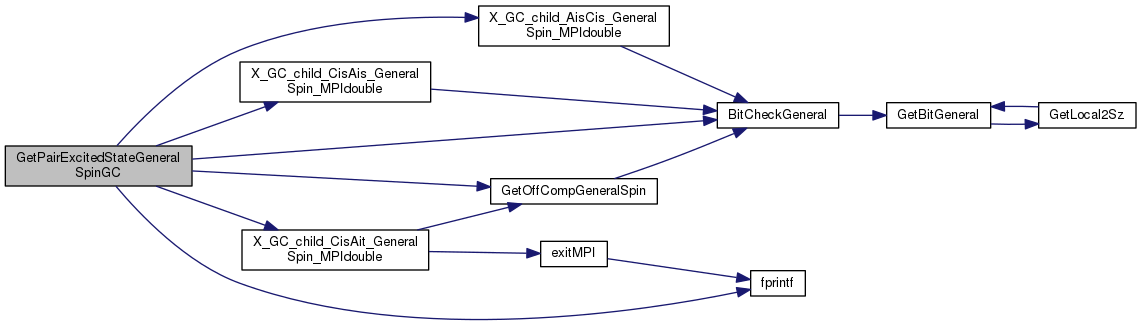 X_GC_child_AisCis_General
Spin_MPIdouble
X_GC_child_CisAis_General
Spin_MPIdouble
BitCheckGeneral
GetBitGeneral
GetLocal2Sz
GetPairExcitedStateGeneral
SpinGC
GetOffCompGeneralSpin
X_GC_child_CisAit_General
Spin_MPIdouble
exitMPI
fprintf